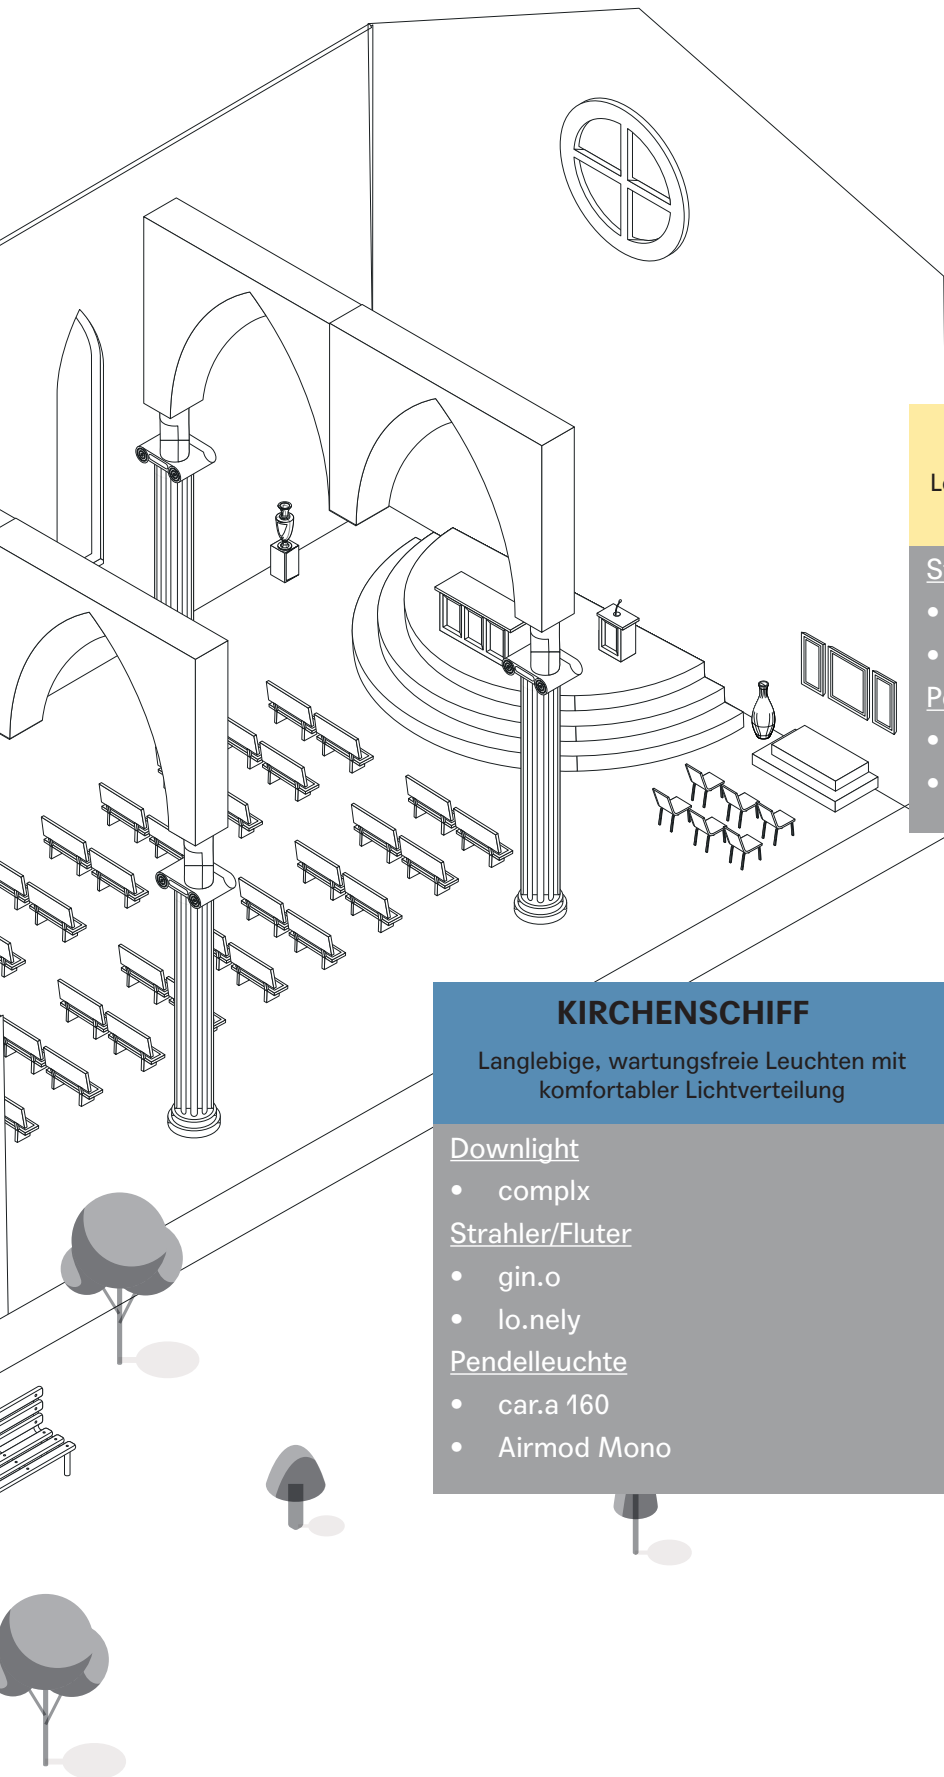 KIRCHENSCHIFF
Langlebige, wartungsfreie Leuchten mit
komfortabler Lichtverteilung
Downlight
• complx
Strahler/Fluter
• gin.o
• lo.nely
Pendelleuchte
• car.a 160
• Airmod Mono